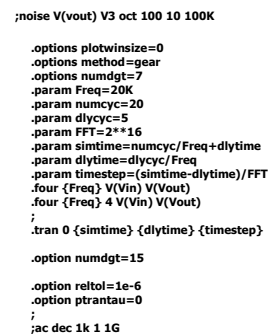 ;noise V(vout) V3 oct 100 10 100K
.options plotwinsize=0
.options method=gear
.options numdgt=7
.param Freq=20K
.param numcyc=20
.param dlycyc=5
.param FFT=2**16
.param simtime=numcyc/Freq+dlytime
.param dlytime=dlycyc/Freq
.param timestep=(simtime-dlytime)/FFT
.four {Freq} V(Vin) V(Vout)
.four {Freq} 4 V(Vin) V(Vout)
;
.tran 0 {simtime} {dlytime} {timestep}
.option numdgt=15
.option reltol=1e-6
.option ptrantau=0
;
;ac dec 1k 1 1G